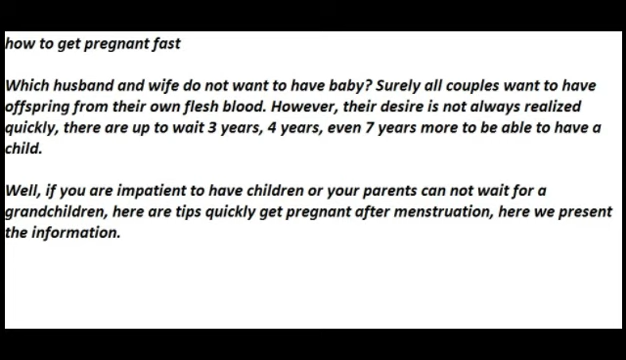 how to get pregnant fast
Which husband and wife do not want to have baby? Surely all couples want to have
offspring from their own flesh blood. However, their desire is not always realized
quickly, there are up to wait 3 years, 4 years, even 7 years more to be able to have a
child.
Well, if you are impatient to have children or your parents can not wait for a
grandchildren, here are tips quickly get pregnant after menstruation, here we present
the information.